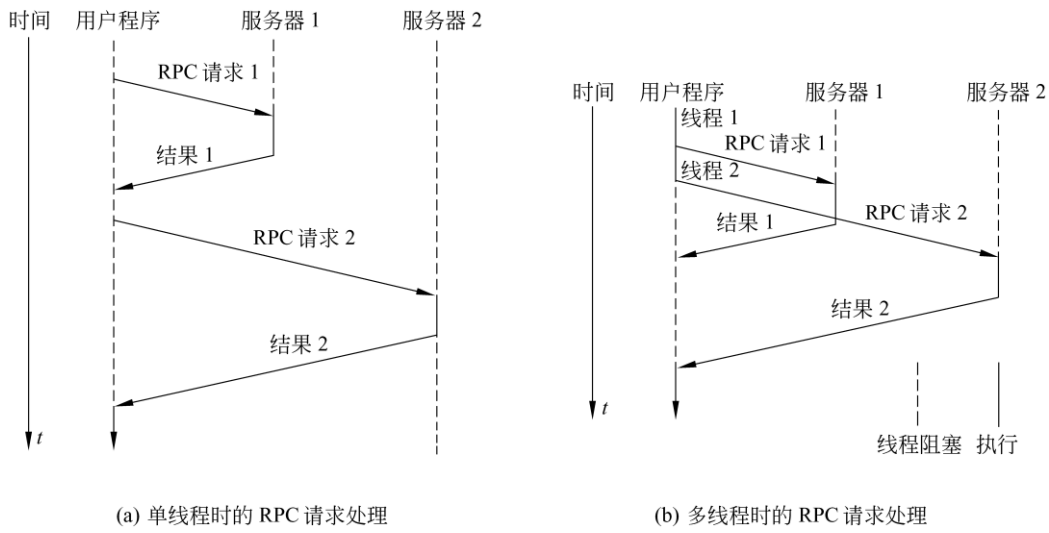 时间 用户程序 服务器 1 服务器 2
RPC 请求 1
结果 1
RPC 请求 2
结果 2
t
(a) 单线程时的 RPC 请求处理
时间 用户程序 服务器 1 服务器 2
线程 1
RPC 请求 1
线程 2
RPC 请求 2
结果 1
结果 2
t
线程阻塞 执行
(b) 多线程时的 RPC 请求处理